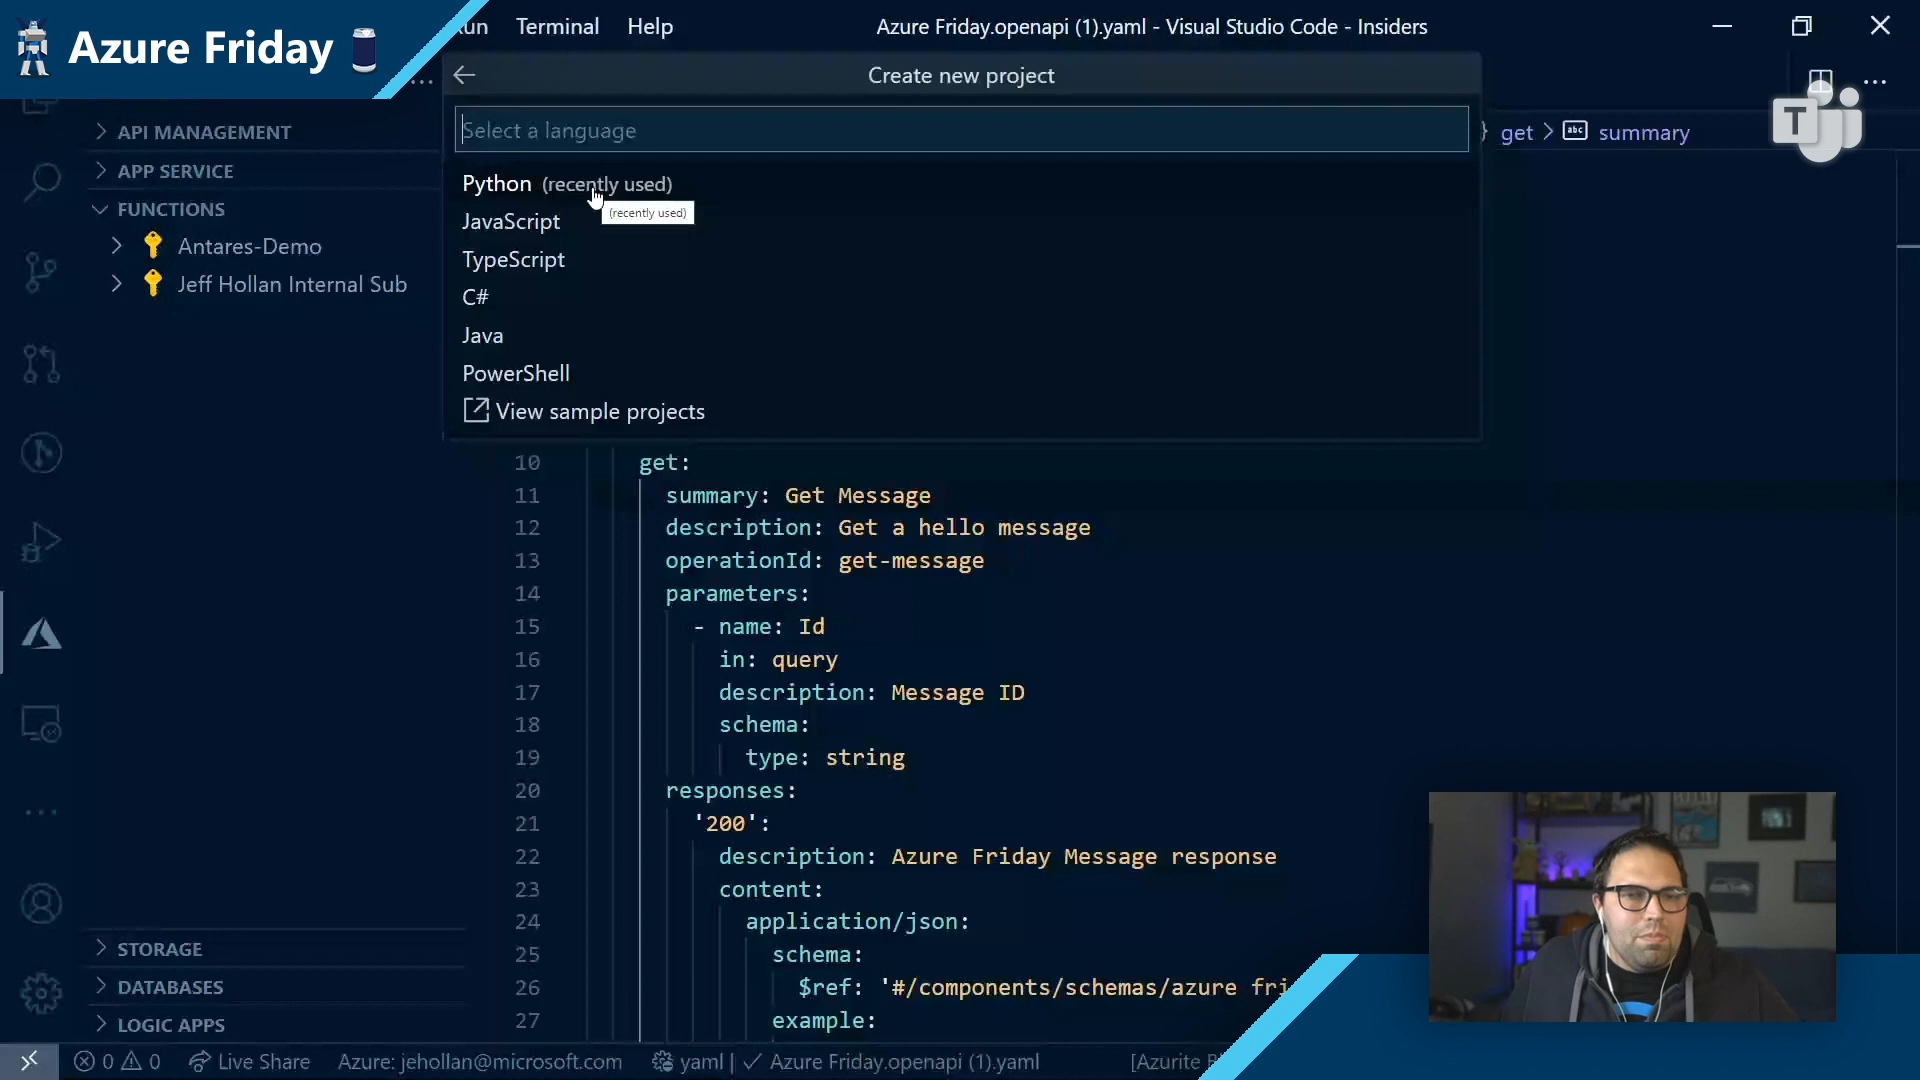 Azure Friday
Run Terminal Help
Azure Friday.openapi (1).yaml - Visual Studio Code - Insiders
Create new project
Select a language
get > abc summary
T
Python (recently used)
(recently used)
JavaScript
TypeScript
C#
Java
PowerShell
View sample projects
API MANAGEMENT
APP SERVICE
FUNCTIONS
Antares-Demo
Jeff Hollan Internal Sub
10 get:
11 summary: Get Message
12 description: Get a hello message
13 operationId: get-message
14 parameters:
15 - name: Id
16 in: query
17 description: Message ID
18 schema:
19 type: string
20 responses:
21 '200':
22 description: Azure Friday Message response
23 content:
24 application/json:
25 schema:
26 $ref: '#/components/schemas/azure fri
27 example:
STORAGE
DATABASES
LOGIC APPS
0 0 Live Share Azure: jehollan@microsoft.com yaml | ✓ Azure Friday.openapi (1).yaml [Azurite